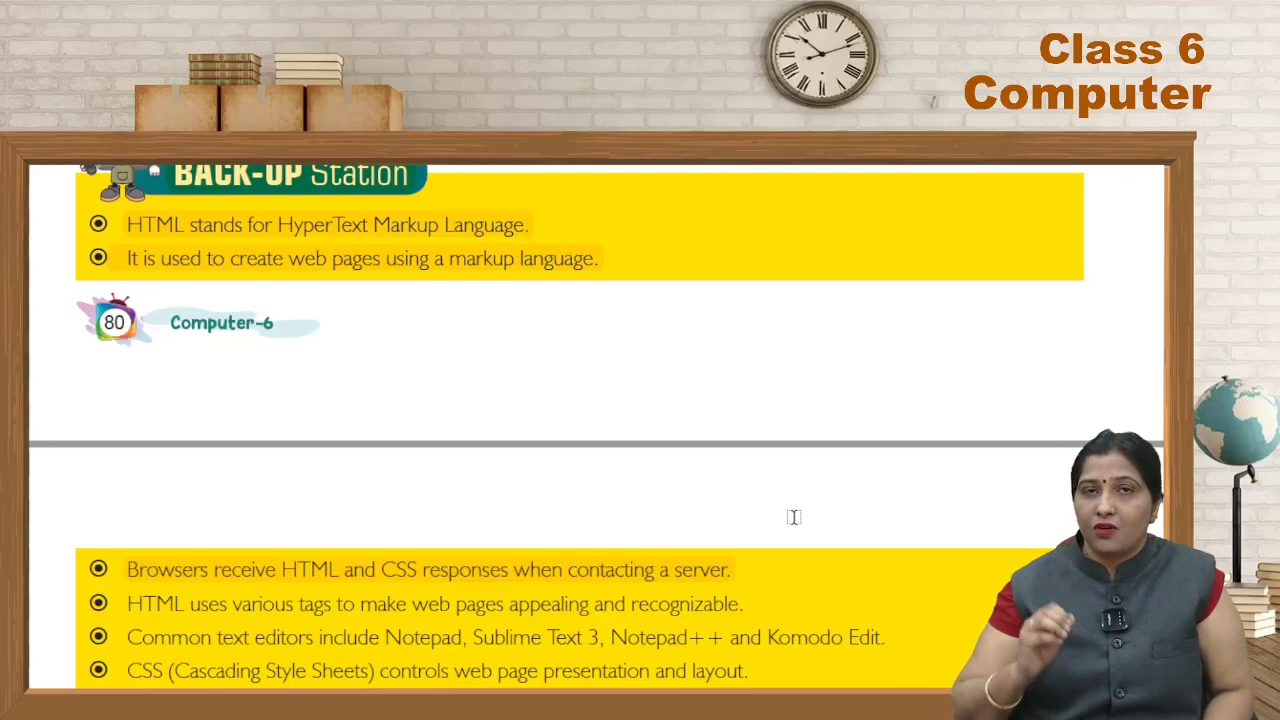 Class 6
Computer
BACK-UP Station
HTML stands for HyperText Markup Language.
It is used to create web pages using a markup language.
80
Computer-6
Browsers receive HTML and CSS responses when contacting a server.
HTML uses various tags to make web pages appealing and recognizable.
Common text editors include Notepad, Sublime Text 3, Notepad++ and Komodo Edit.
CSS (Cascading Style Sheets) controls web page presentation and layout.